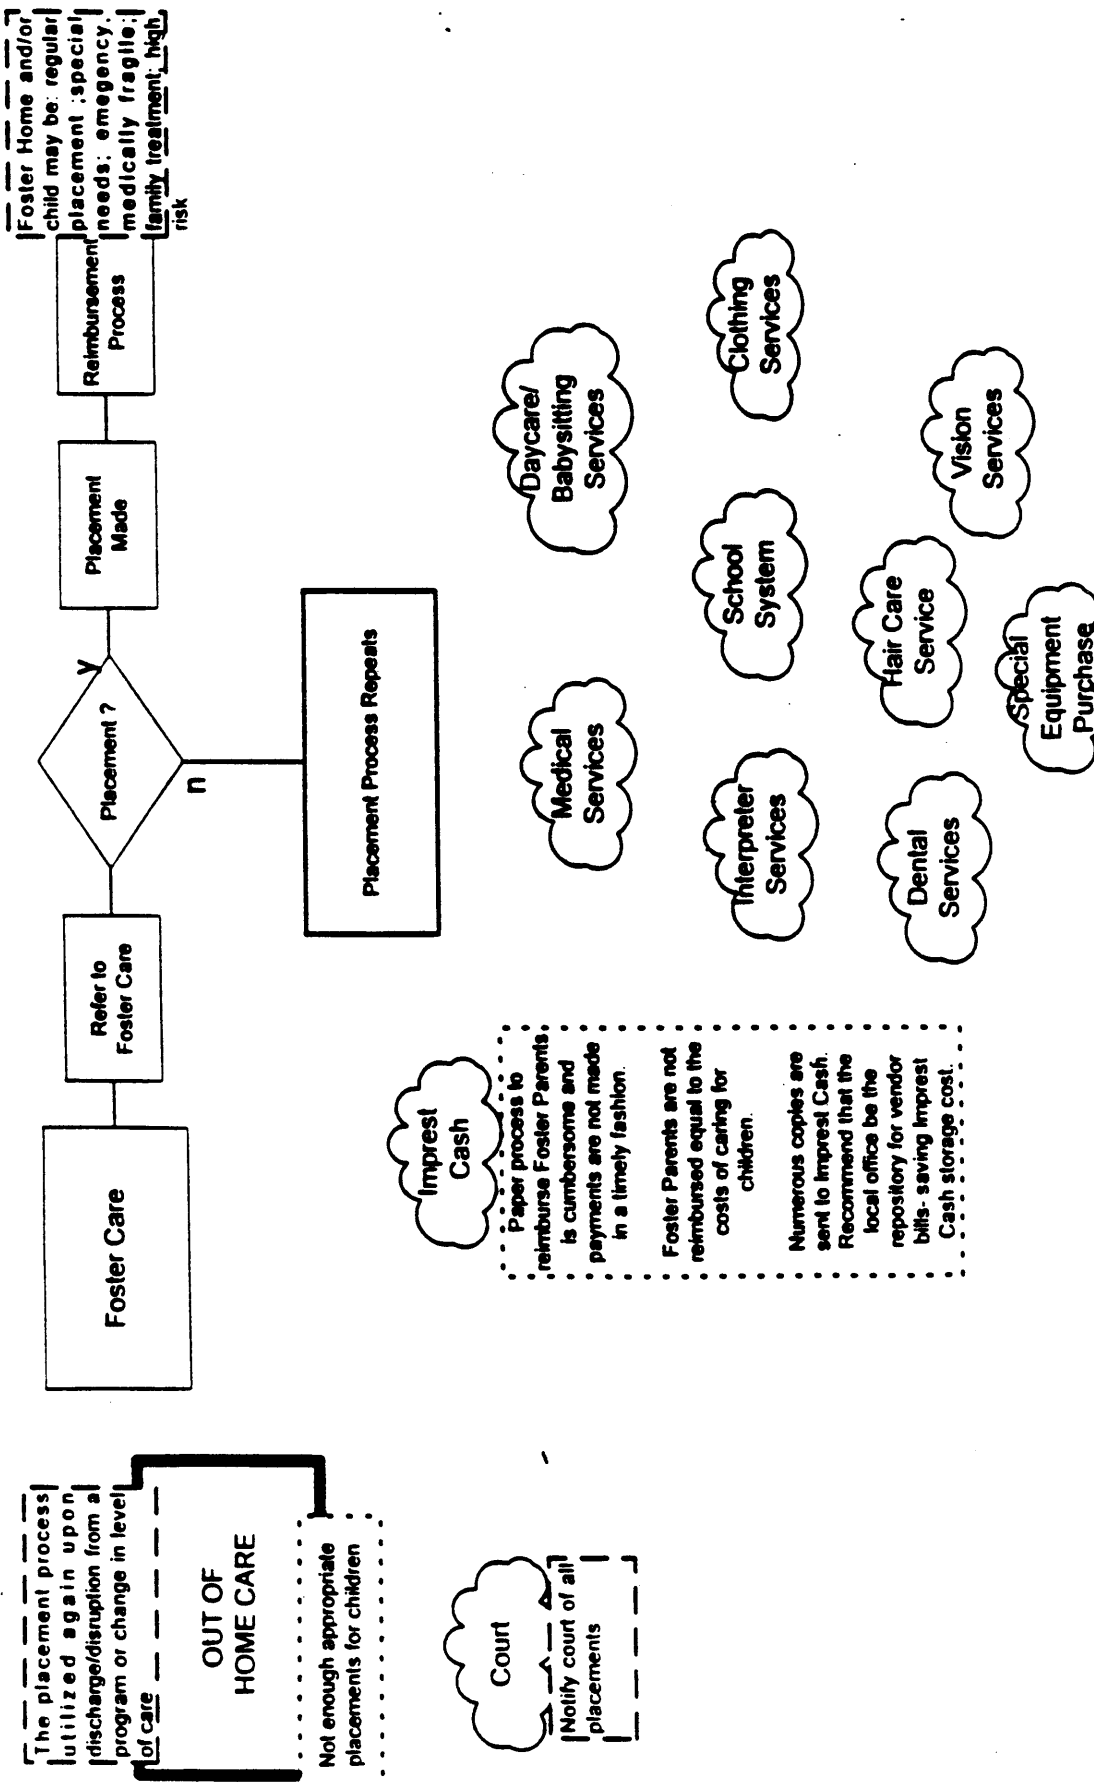 The placement process
utilized again upon
discharge/disruption from a
program or change in level
of care
OUT OF
HOME CARE
Not enough appropriate
placements for children
Court
Notify court of all
placements
Foster Care
Refer to
Foster Care
Placement ?
y
n
Placement
Made
Reimbursement
Process
Foster Home and/or
child may be: regular
placement ;special
needs; emegency,
medically fragile;
family treatment; high
risk
Placement Process Repeats
Imprest
Cash
Paper process to
reimburse Foster Parents
is cumbersome and
payments are not made
in a timely fashion.
Foster Parents are not
reimbursed equal to the
costs of caring for
children.
Numerous copies are
sent to Imprest Cash.
Recommend that the
local office be the
repository for vendor
bills- saving Imprest
Cash storage cost.
Medical
Services
Daycare/
Babysitting
Services
Interpreter
Services
School
System
Clothing
Services
Dental
Services
Hair Care
Service
Vision
Services
Special
Equipment
Purchase